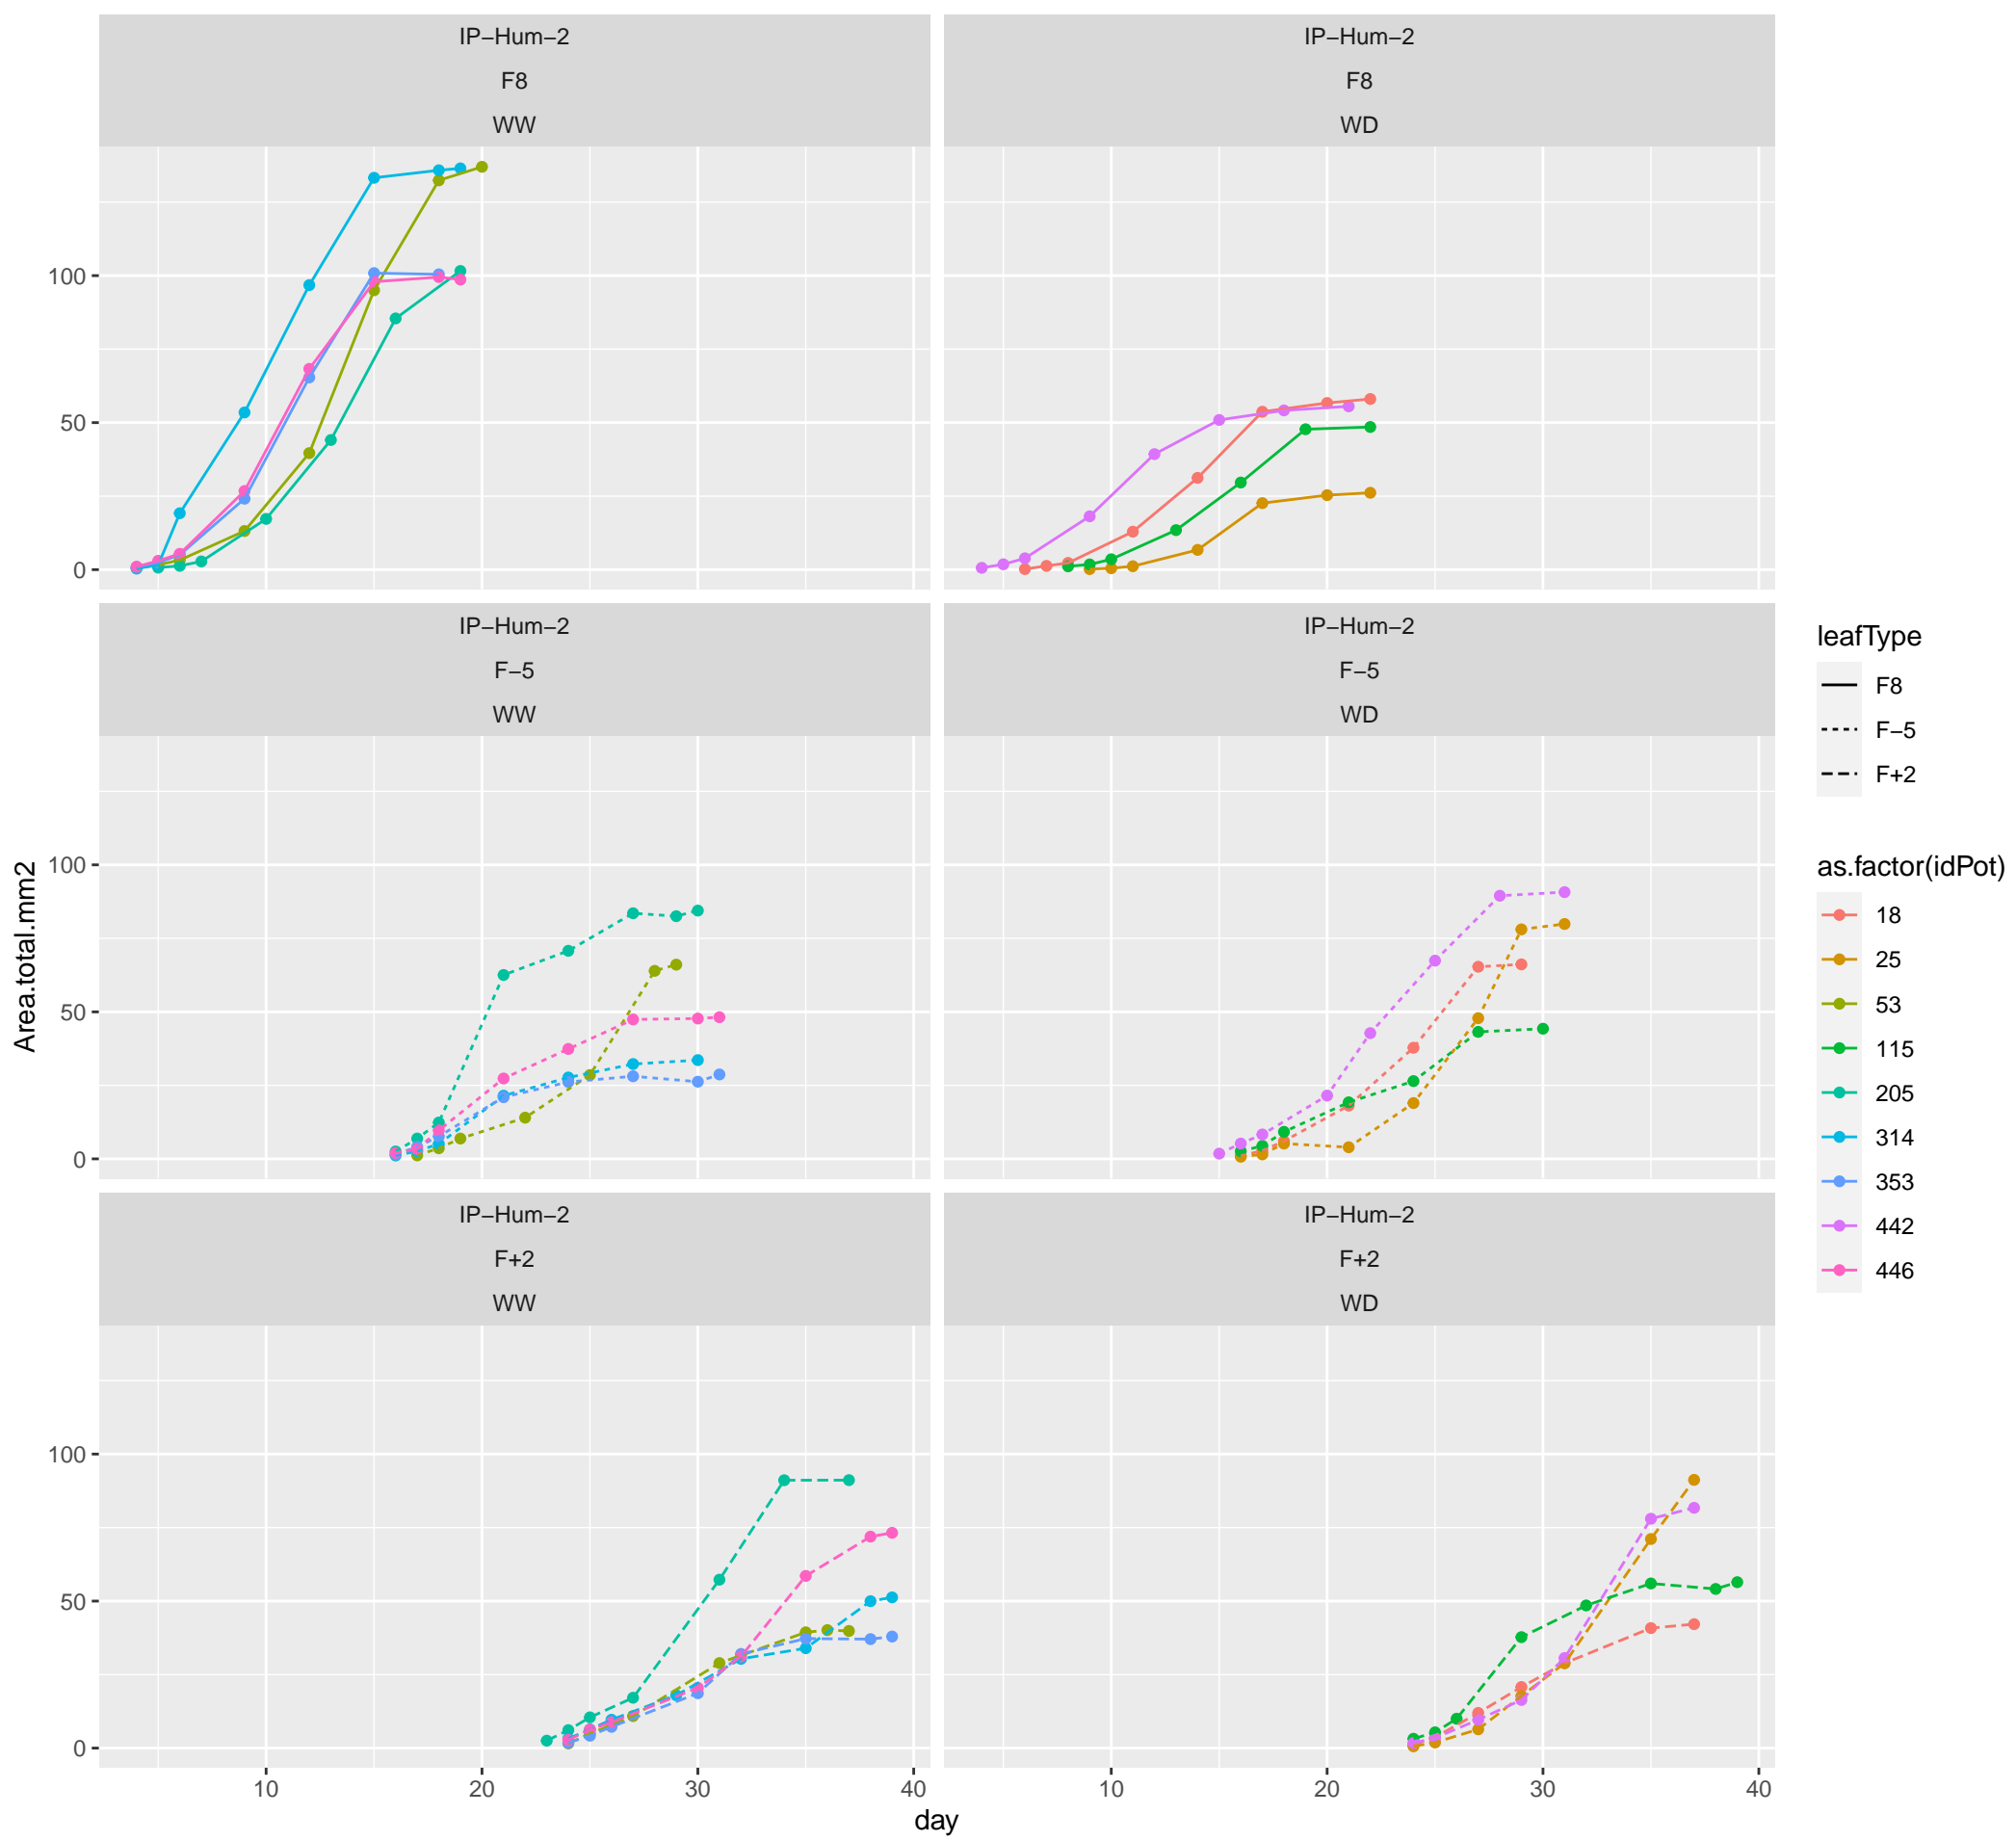 IP−Hum−2
F8
WW
IP−Hum−2
F8
WD
100
50
0
IP−Hum−2
F−5
WW
IP−Hum−2
F−5
WD
100
50
0
IP−Hum−2
F+2
WW
IP−Hum−2
F+2
WD
100
50
0
10 20 30 40
10 20 30 40
day
Area.total.mm2
leafType
F8
F−5
F+2
as.factor(idPot)
18
25
53
115
205
314
353
442
446